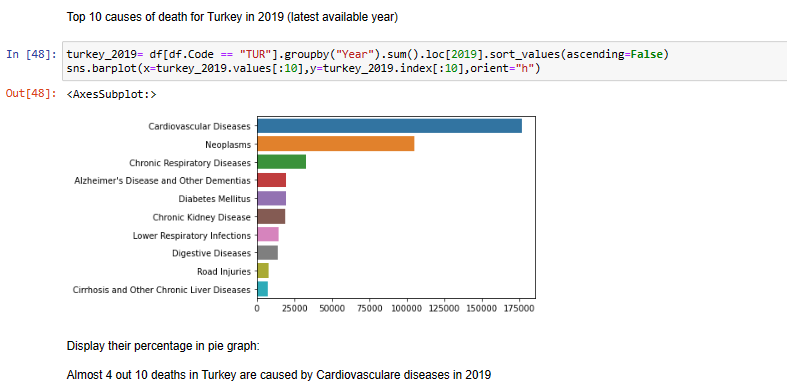 Top 10 causes of death for Turkey in 2019 (latest available year)
In [48]: turkey_2019= df[df.Code == "TUR"].groupby("Year").sum().loc[2019].sort_values(ascending=False)
sns.barplot(x=turkey_2019.values[:10],y=turkey_2019.index[:10],orient="h")
Out[48]: <AxesSubplot:>
Cardiovascular Diseases
Neoplasms
Chronic Respiratory Diseases
Alzheimer's Disease and Other Dementias
Diabetes Mellitus
Chronic Kidney Disease
Lower Respiratory Infections
Digestive Diseases
Road Injuries
Cirrhosis and Other Chronic Liver Diseases
0 25000 50000 75000 100000 125000 150000 175000
Display their percentage in pie graph:
Almost 4 out 10 deaths in Turkey are caused by Cardiovasculare diseases in 2019